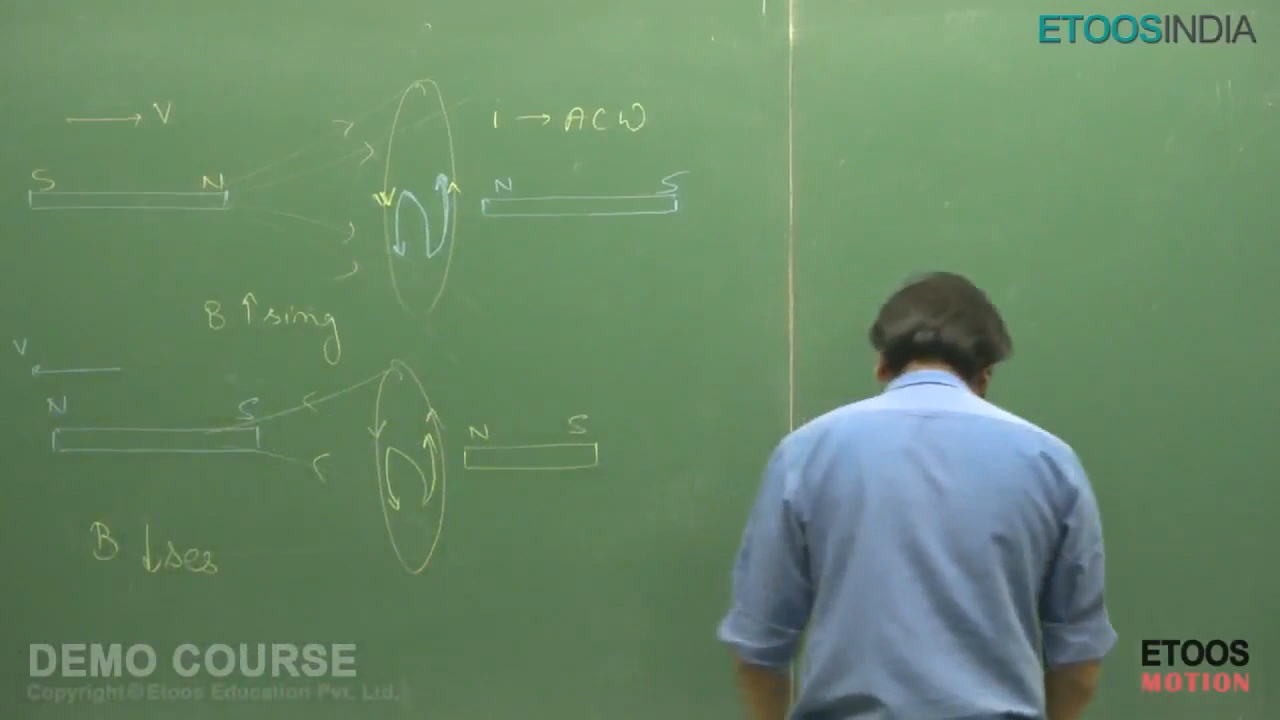 ETOOSINDIA
→ V
i → ACW
S N
N S
B ↑sing
V
N S
N S
B ↓ses
DEMO COURSE
Copyright © Etoos Education Pvt. Ltd.
ETOOS
MOTION